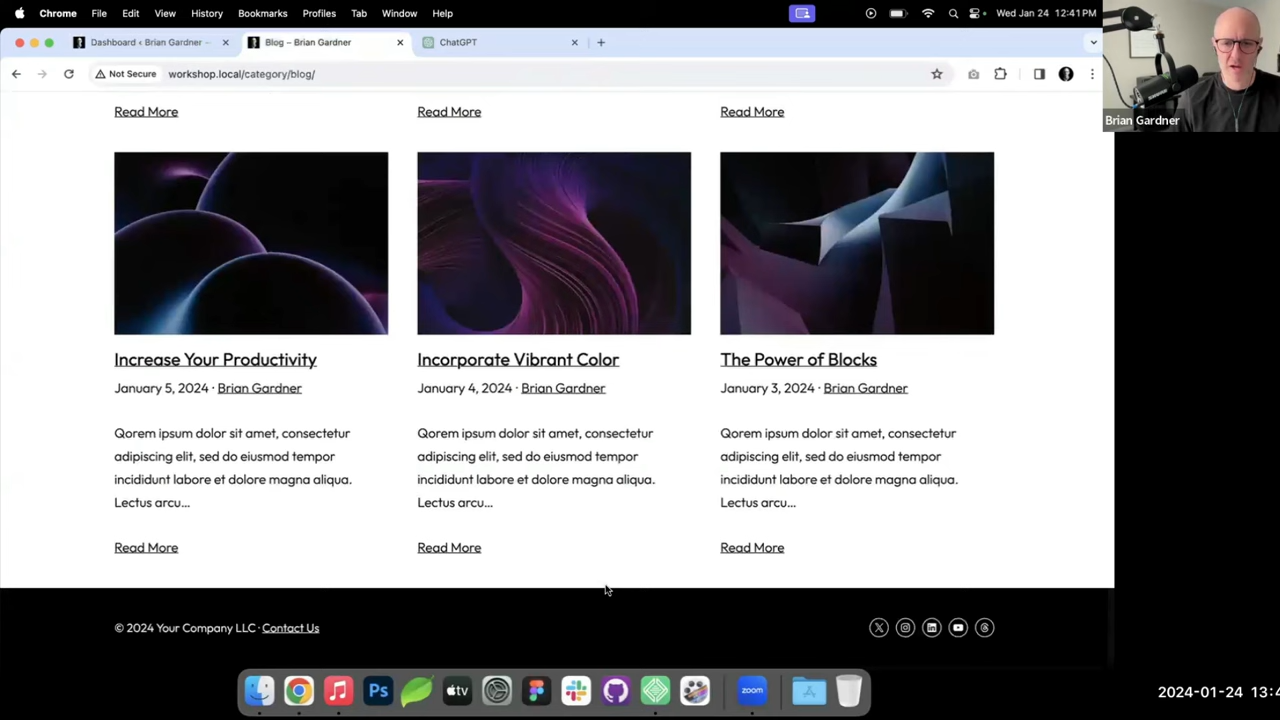 Chrome File Edit View History Bookmarks Profiles Tab Window Help Wed Jan 24 12:41 PM
Dashboard ‹ Brian Gardner — Blog – Brian Gardner ChatGPT
Not Secure workshop.local/category/blog/
Brian Gardner
Read More Read More Read More
Increase Your Productivity Incorporate Vibrant Color The Power of Blocks
January 5, 2024 · Brian Gardner January 4, 2024 · Brian Gardner January 3, 2024 · Brian Gardner
Qorem ipsum dolor sit amet, consectetur Qorem ipsum dolor sit amet, consectetur Qorem ipsum dolor sit amet, consectetur
adipiscing elit, sed do eiusmod tempor adipiscing elit, sed do eiusmod tempor adipiscing elit, sed do eiusmod tempor
incididunt labore et dolore magna aliqua. incididunt labore et dolore magna aliqua. incididunt labore et dolore magna aliqua.
Lectus arcu... Lectus arcu... Lectus arcu...
Read More Read More Read More
© 2024 Your Company LLC · Contact Us
Ps tv zoom
2024-01-24 13:4